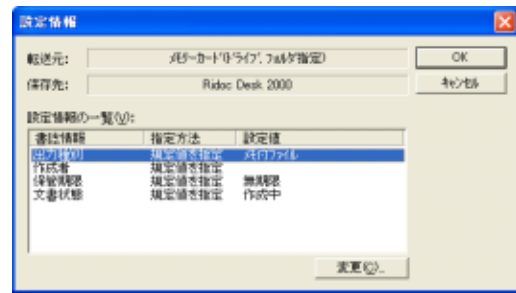 設定情報
転送元: メモリーカード(ドライブ、フォルダ指定)
OK
保存先: Ridoc Desk 2000
キャンセル
設定情報の一覧(V):
書誌情報 指定方法 設定値
出力種別 規定値を指定 メモリファイル
作成者 規定値を指定
保管期限 規定値を指定 無期限
文書状態 規定値を指定 作成中
変更(C)...